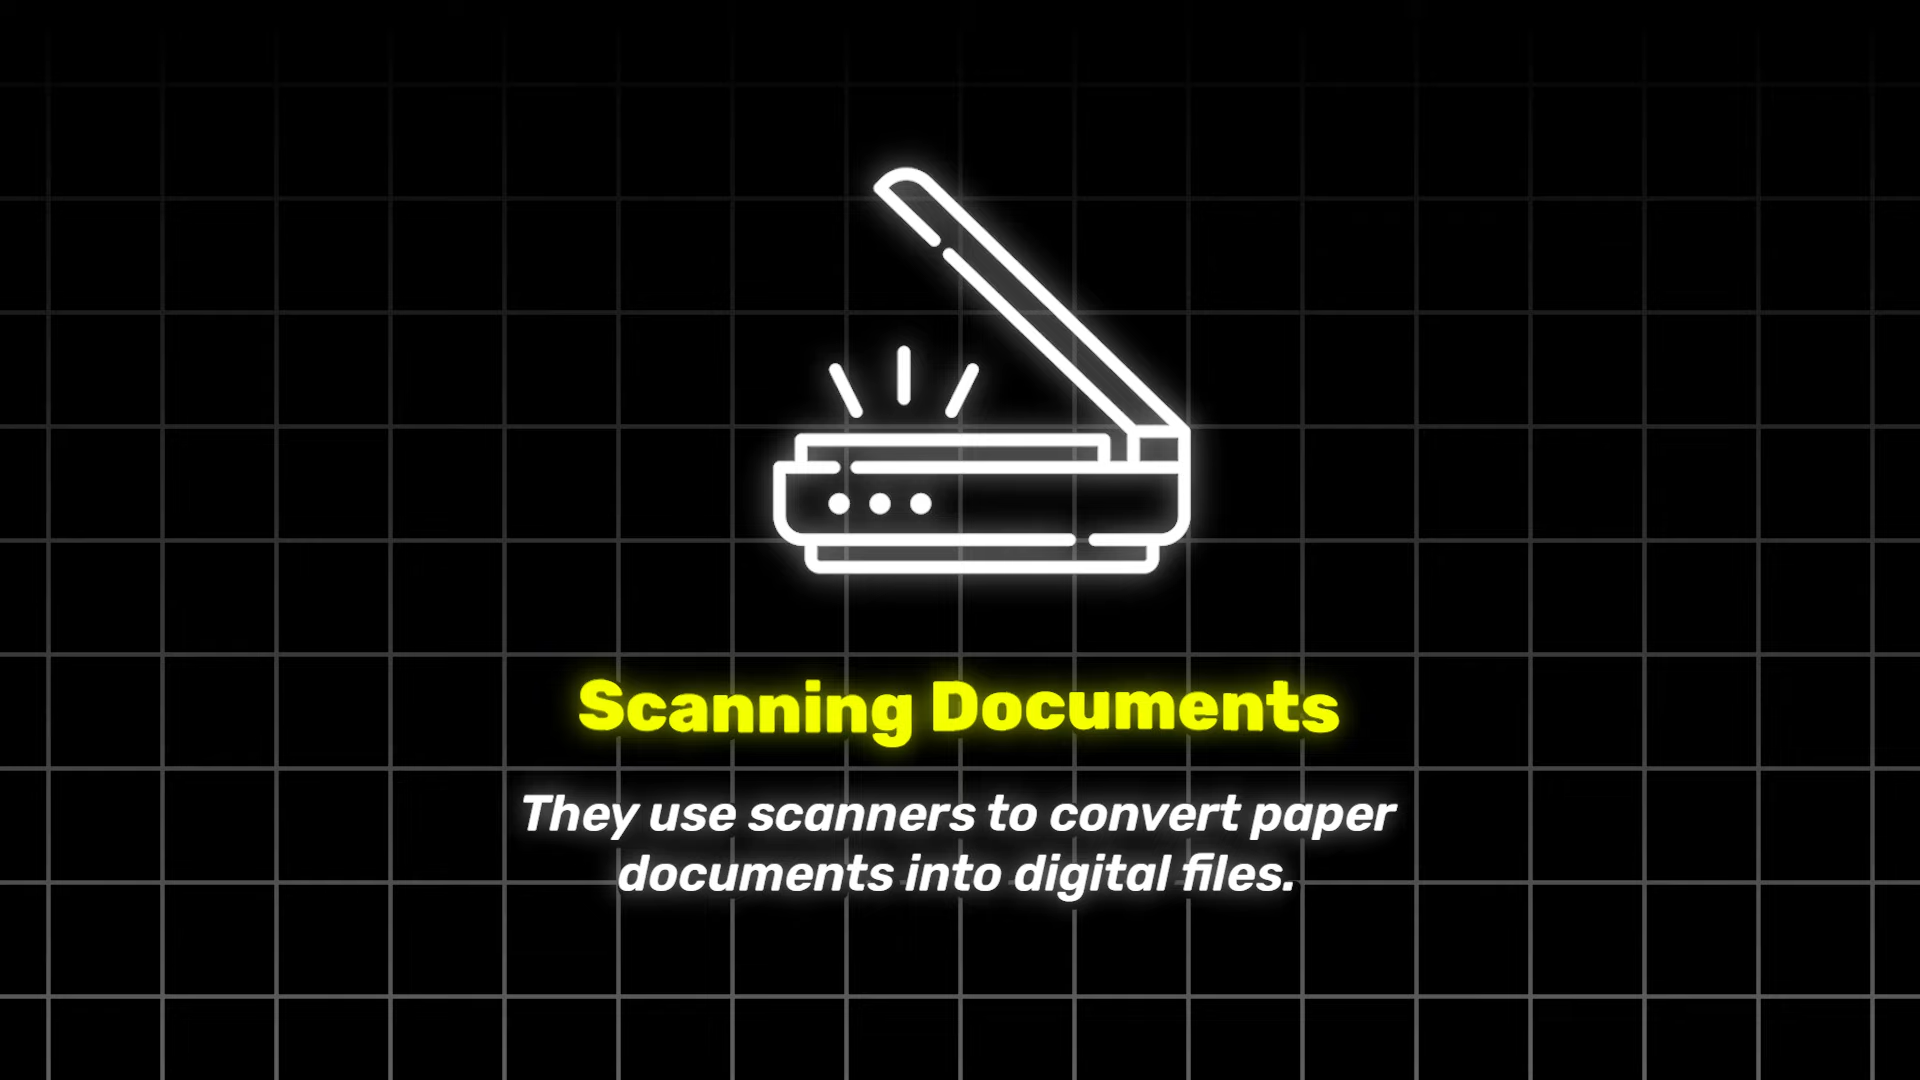 Scanning Documents
They use scanners to convert paper
documents into digital files.